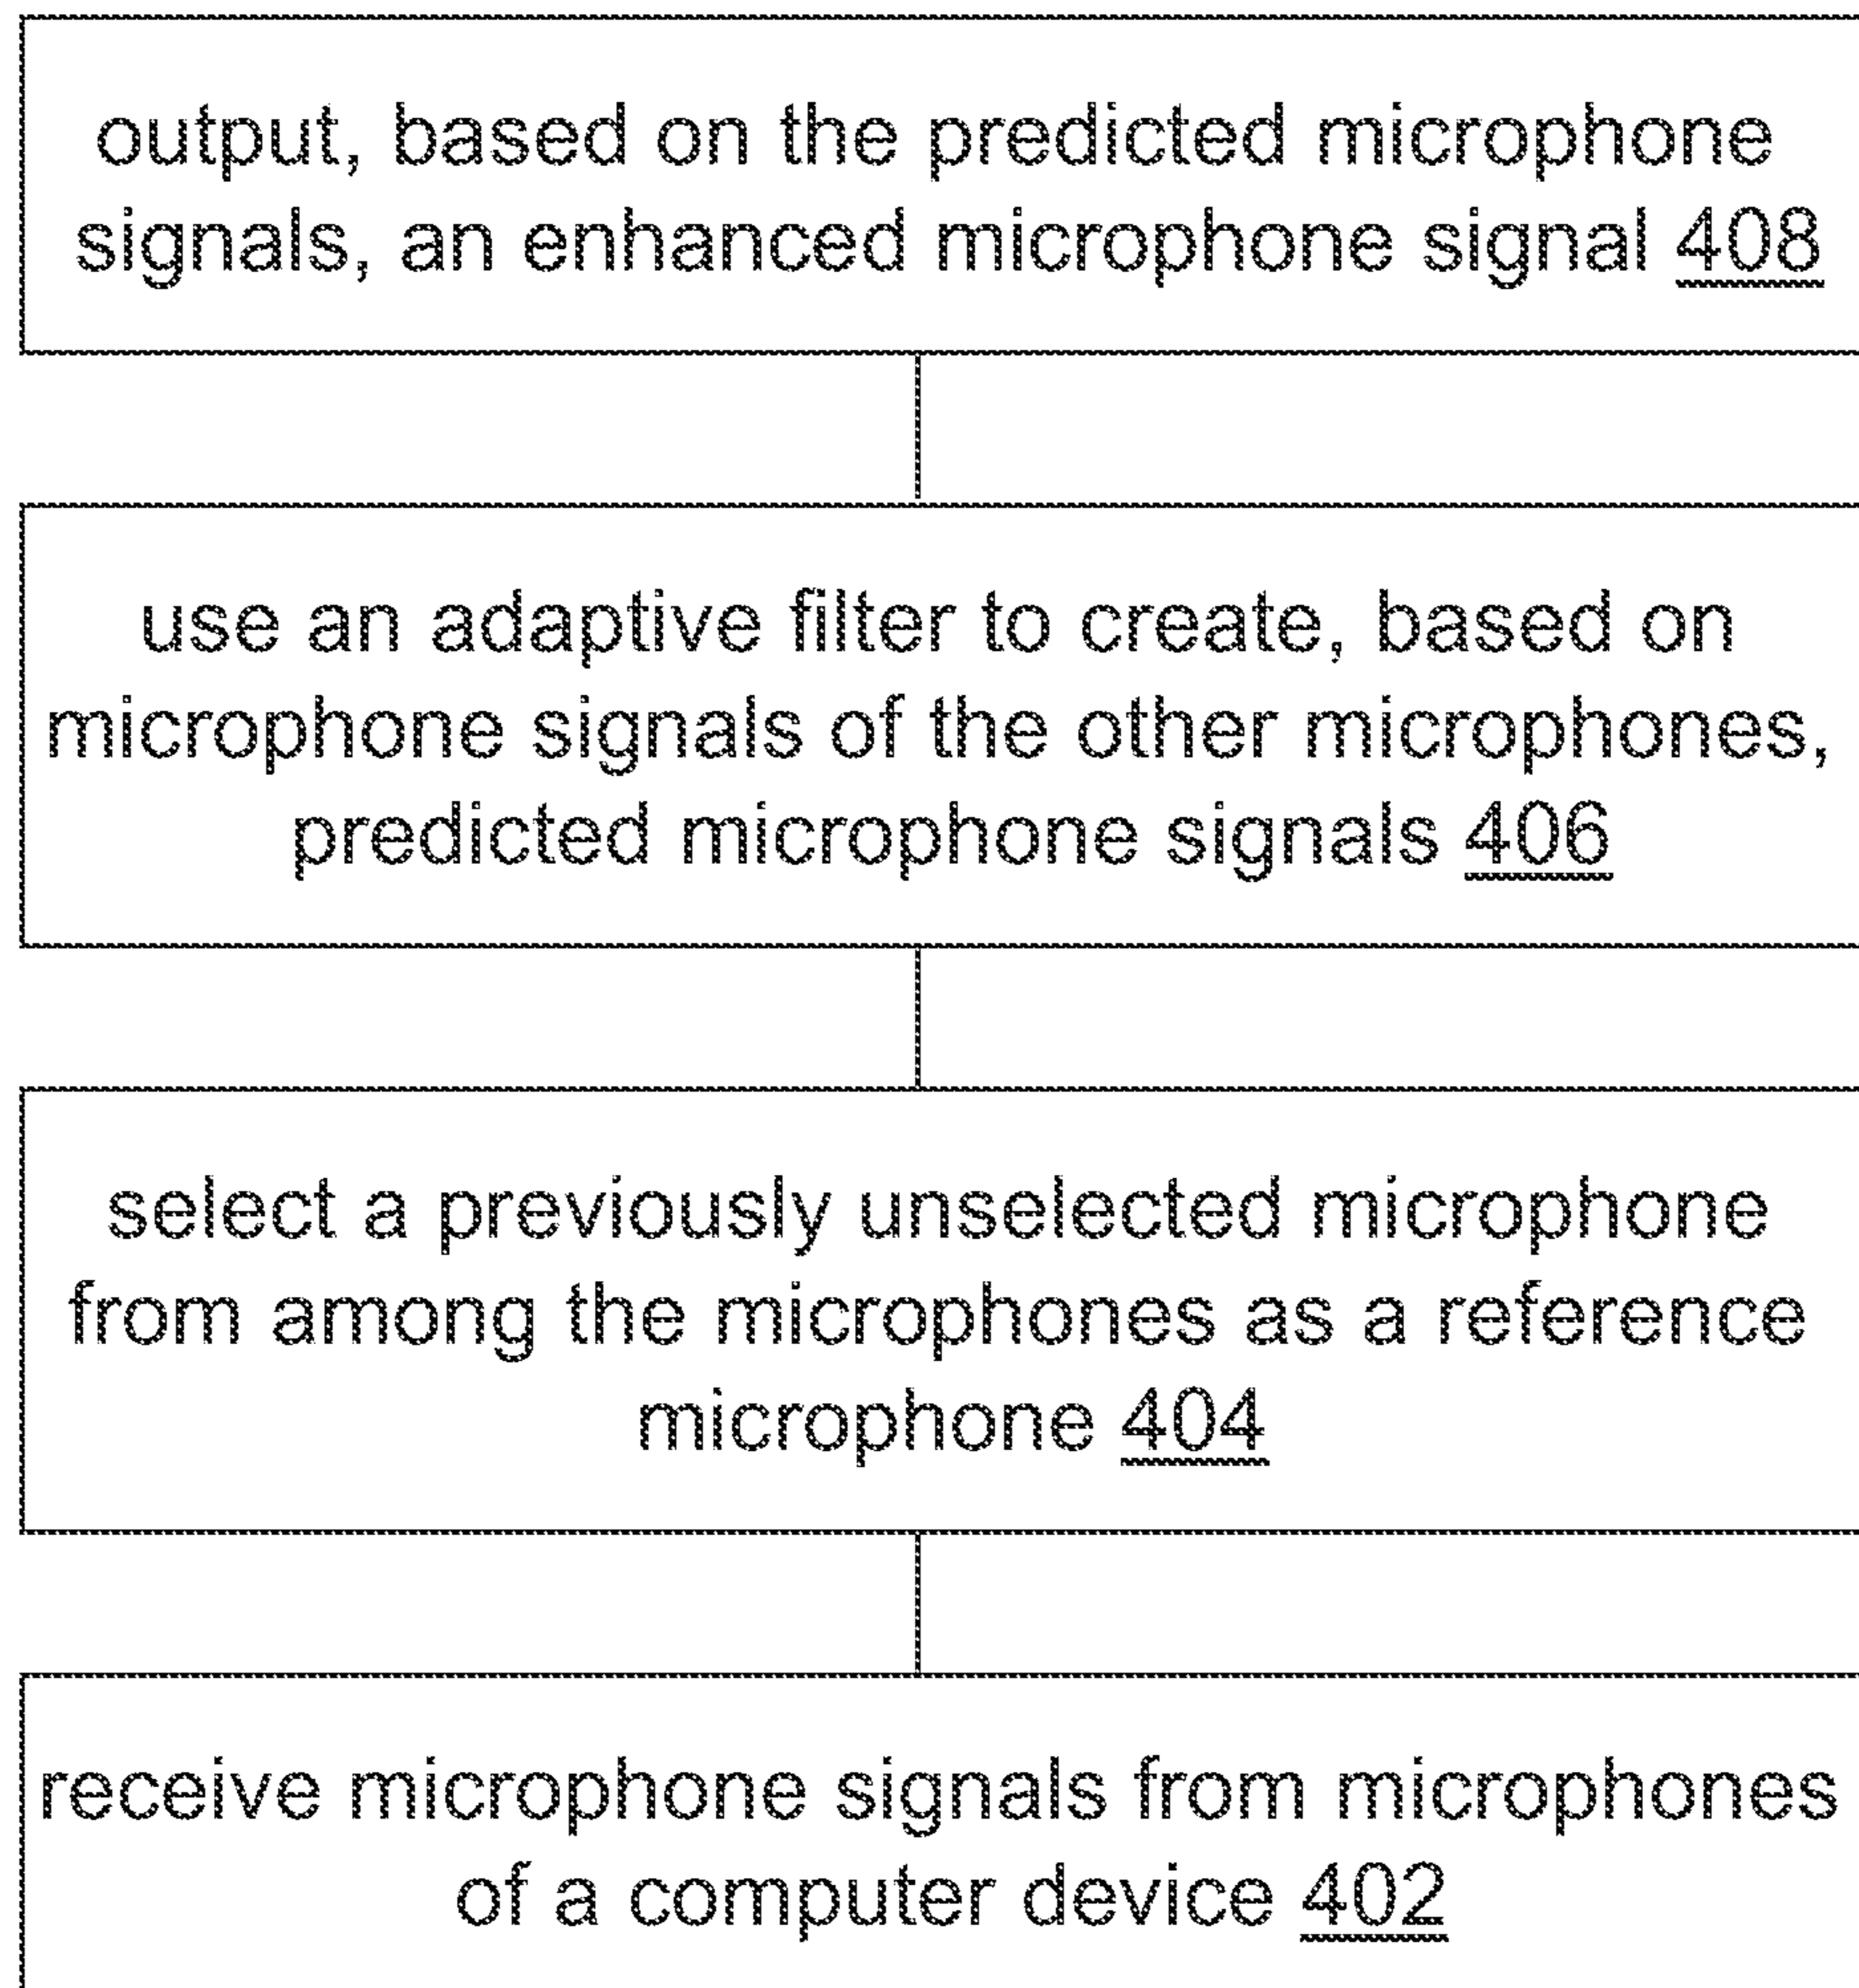 output, based on the predicted microphone
signals, an enhanced microphone signal 408
use an adaptive filter to create, based on
microphone signals of the other microphones,
predicted microphone signals 406
select a previously unselected microphone
from among the microphones as a reference
microphone 404
receive microphone signals from microphones
of a computer device 402